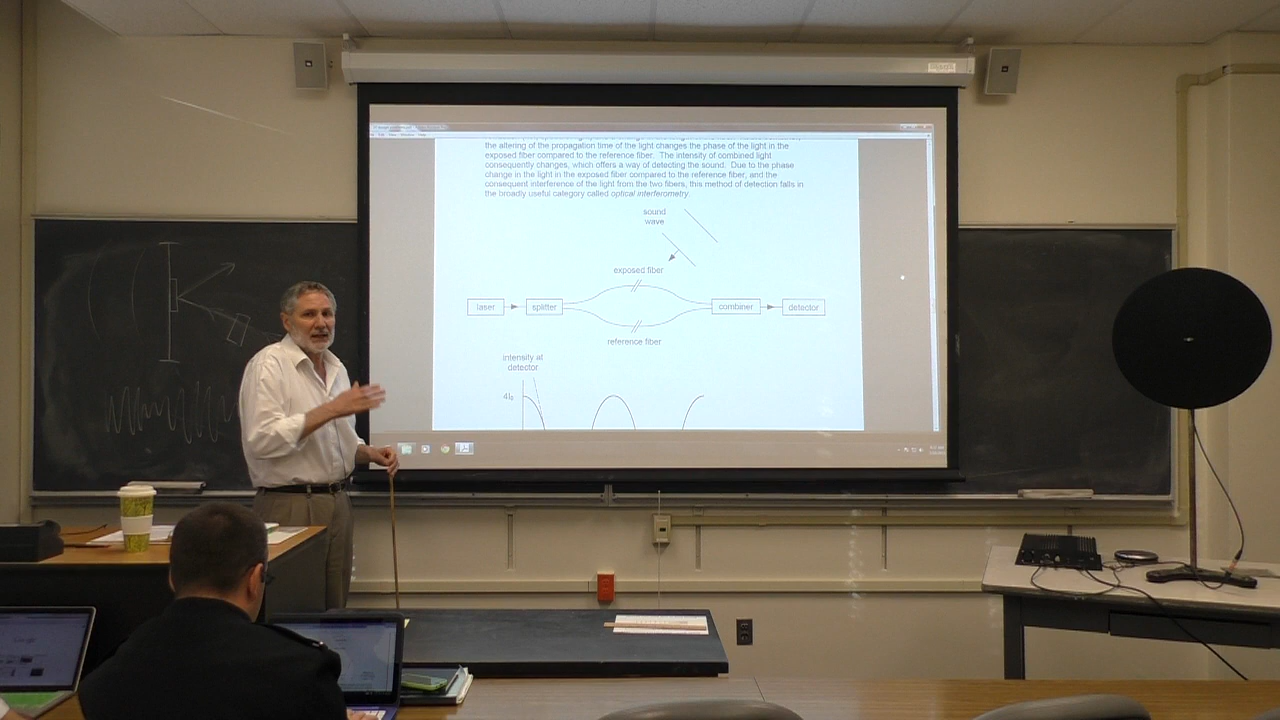 the altering of the propagation time of the light changes the phase of the light in the
exposed fiber compared to the reference fiber. The intensity of combined light
consequently changes, which offers a way of detecting the sound. Due to the phase
change in the light in the exposed fiber compared to the reference fiber, and the
consequent interference of the light from the two fibers, this method of detection falls in
the broadly useful category called optical interferometry.
sound
wave
exposed fiber
laser
splitter
combiner
detector
reference fiber
intensity at
detector
4I₀
Google